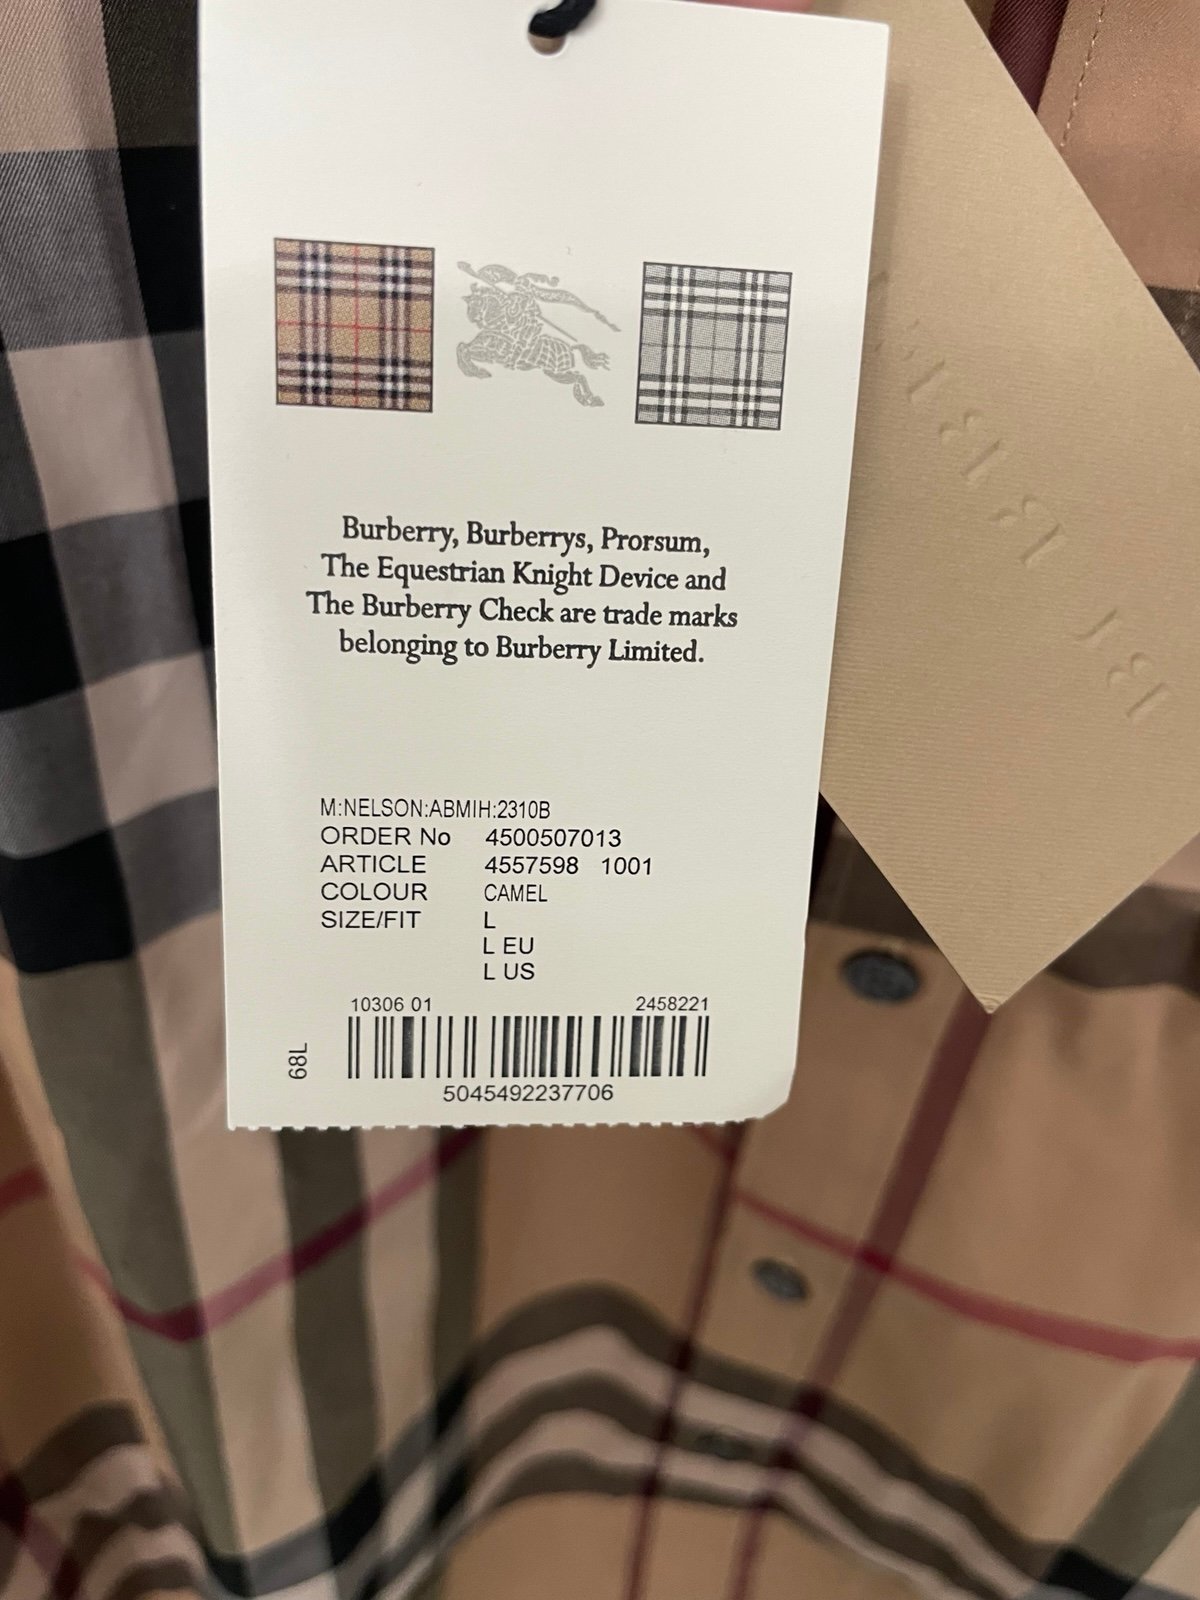 Burberry, Burberrys, Prorsum,
The Equestrian Knight Device and
The Burberry Check are trade marks
belonging to Burberry Limited.
M:NELSON:ABMIH:2310B
ORDER No 4500507013
ARTICLE 4557598 1001
COLOUR CAMEL
SIZE/FIT L
L EU
L US
10306 01 2458221
68L
5045492237706